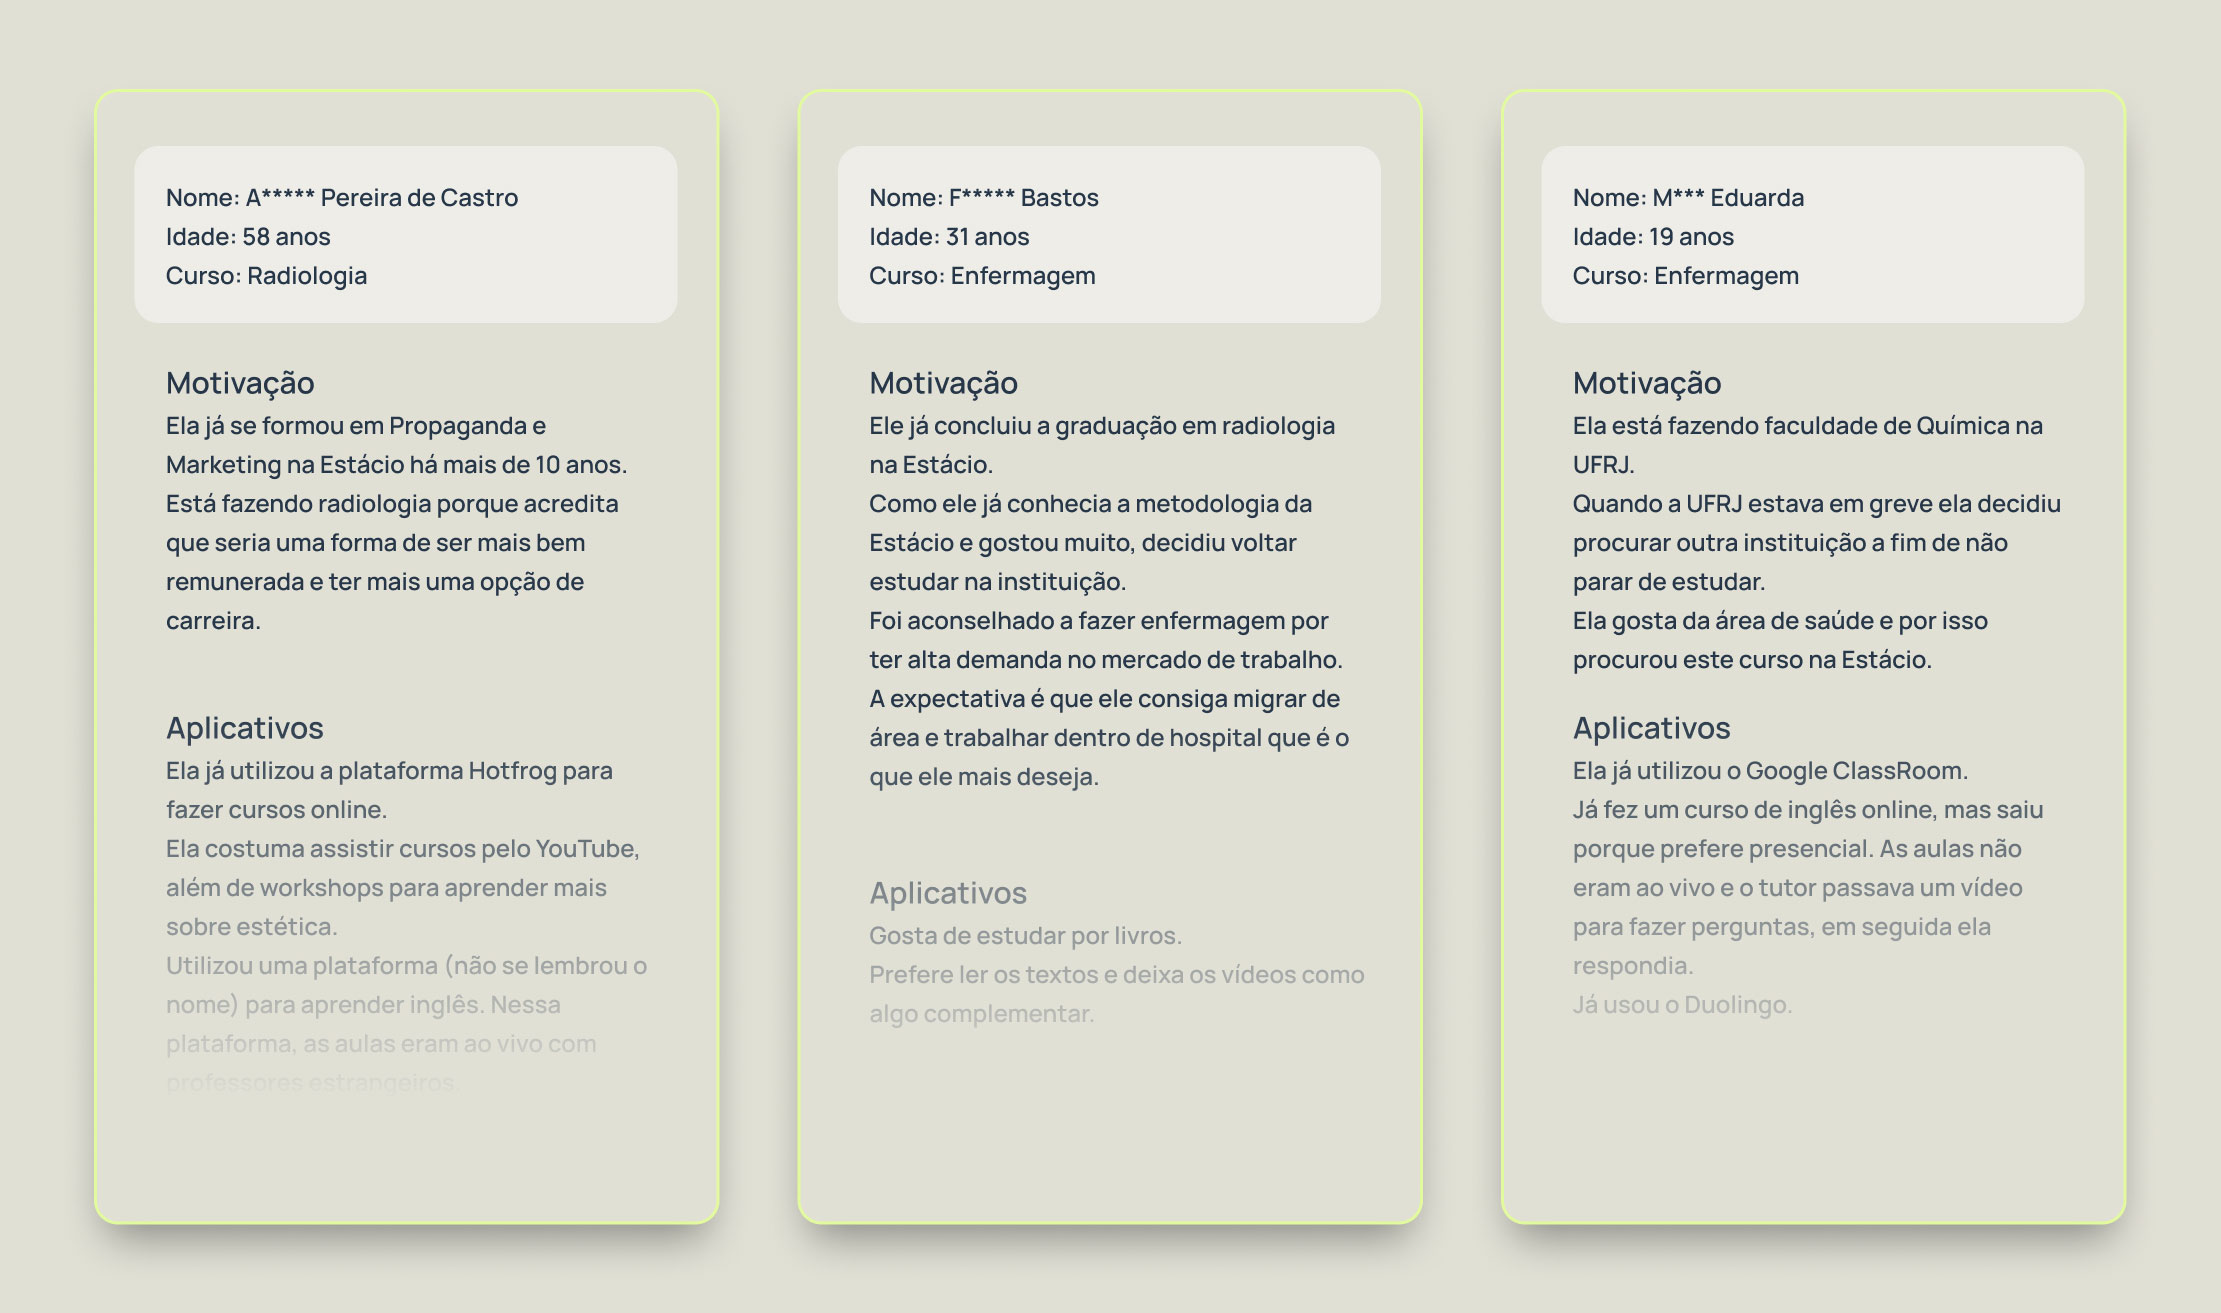 Nome: A***** Pereira de Castro
Idade: 58 anos
Curso: Radiologia
Motivação
Ela já se formou em Propaganda e
Marketing na Estácio há mais de 10 anos.
Está fazendo radiologia porque acredita
que seria uma forma de ser mais bem
remunerada e ter mais uma opção de
carreira.
Aplicativos
Ela já utilizou a plataforma Hotfrog para
fazer cursos online.
Ela costuma assistir cursos pelo YouTube,
além de workshops para aprender mais
sobre estética.
Utilizou uma plataforma (não se lembrou o
nome) para aprender inglês. Nessa
plataforma, as aulas eram ao vivo com
professores estrangeiros.
Nome: F***** Bastos
Idade: 31 anos
Curso: Enfermagem
Motivação
Ele já concluiu a graduação em radiologia
na Estácio.
Como ele já conhecia a metodologia da
Estácio e gostou muito, decidiu voltar
estudar na instituição.
Foi aconselhado a fazer enfermagem por
ter alta demanda no mercado de trabalho.
A expectativa é que ele consiga migrar de
área e trabalhar dentro de hospital que é o
que ele mais deseja.
Aplicativos
Gosta de estudar por livros.
Prefere ler os textos e deixa os vídeos como
algo complementar.
Nome: M*** Eduarda
Idade: 19 anos
Curso: Enfermagem
Motivação
Ela está fazendo faculdade de Química na
UFRJ.
Quando a UFRJ estava em greve ela decidiu
procurar outra instituição a fim de não
parar de estudar.
Ela gosta da área de saúde e por isso
procurou este curso na Estácio.
Aplicativos
Ela já utilizou o Google ClassRoom.
Já fez um curso de inglês online, mas saiu
porque prefere presencial. As aulas não
eram ao vivo e o tutor passava um vídeo
para fazer perguntas, em seguida ela
respondia.
Já usou o Duolingo.